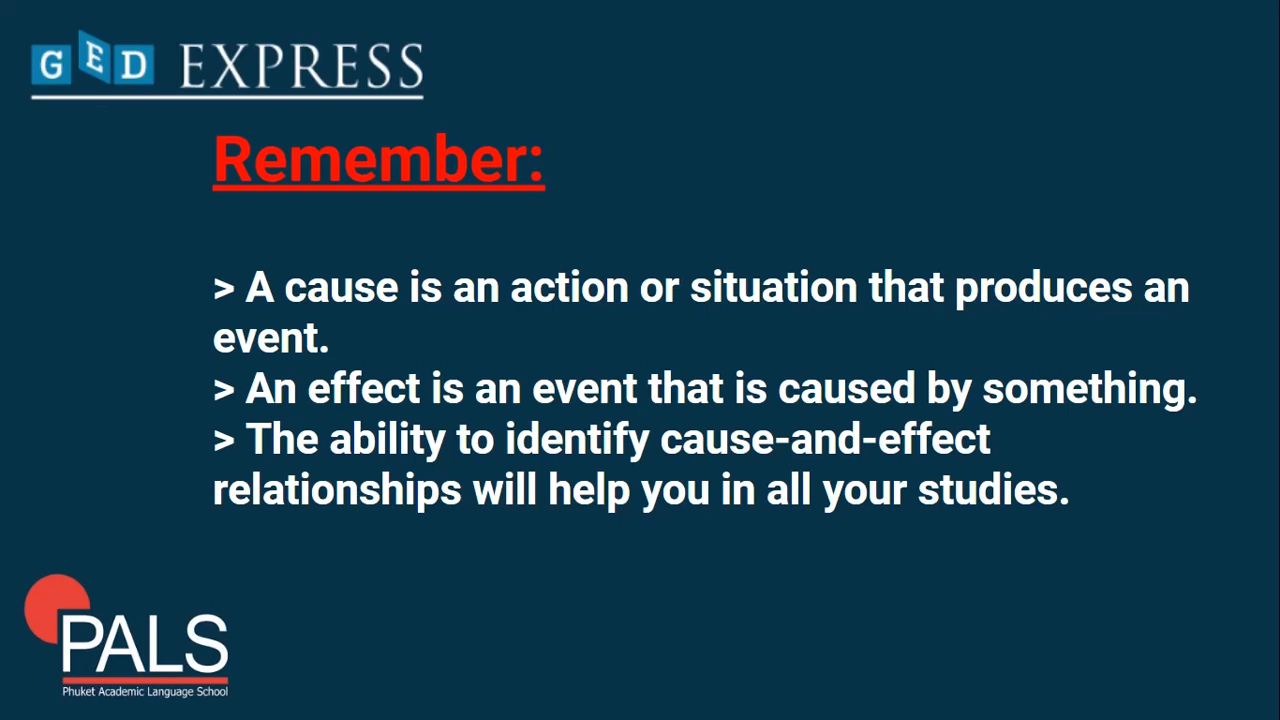 GED EXPRESS
Remember:
> A cause is an action or situation that produces an
event.
> An effect is an event that is caused by something.
> The ability to identify cause-and-effect
relationships will help you in all your studies.
PALS
Phuket Academic Language School